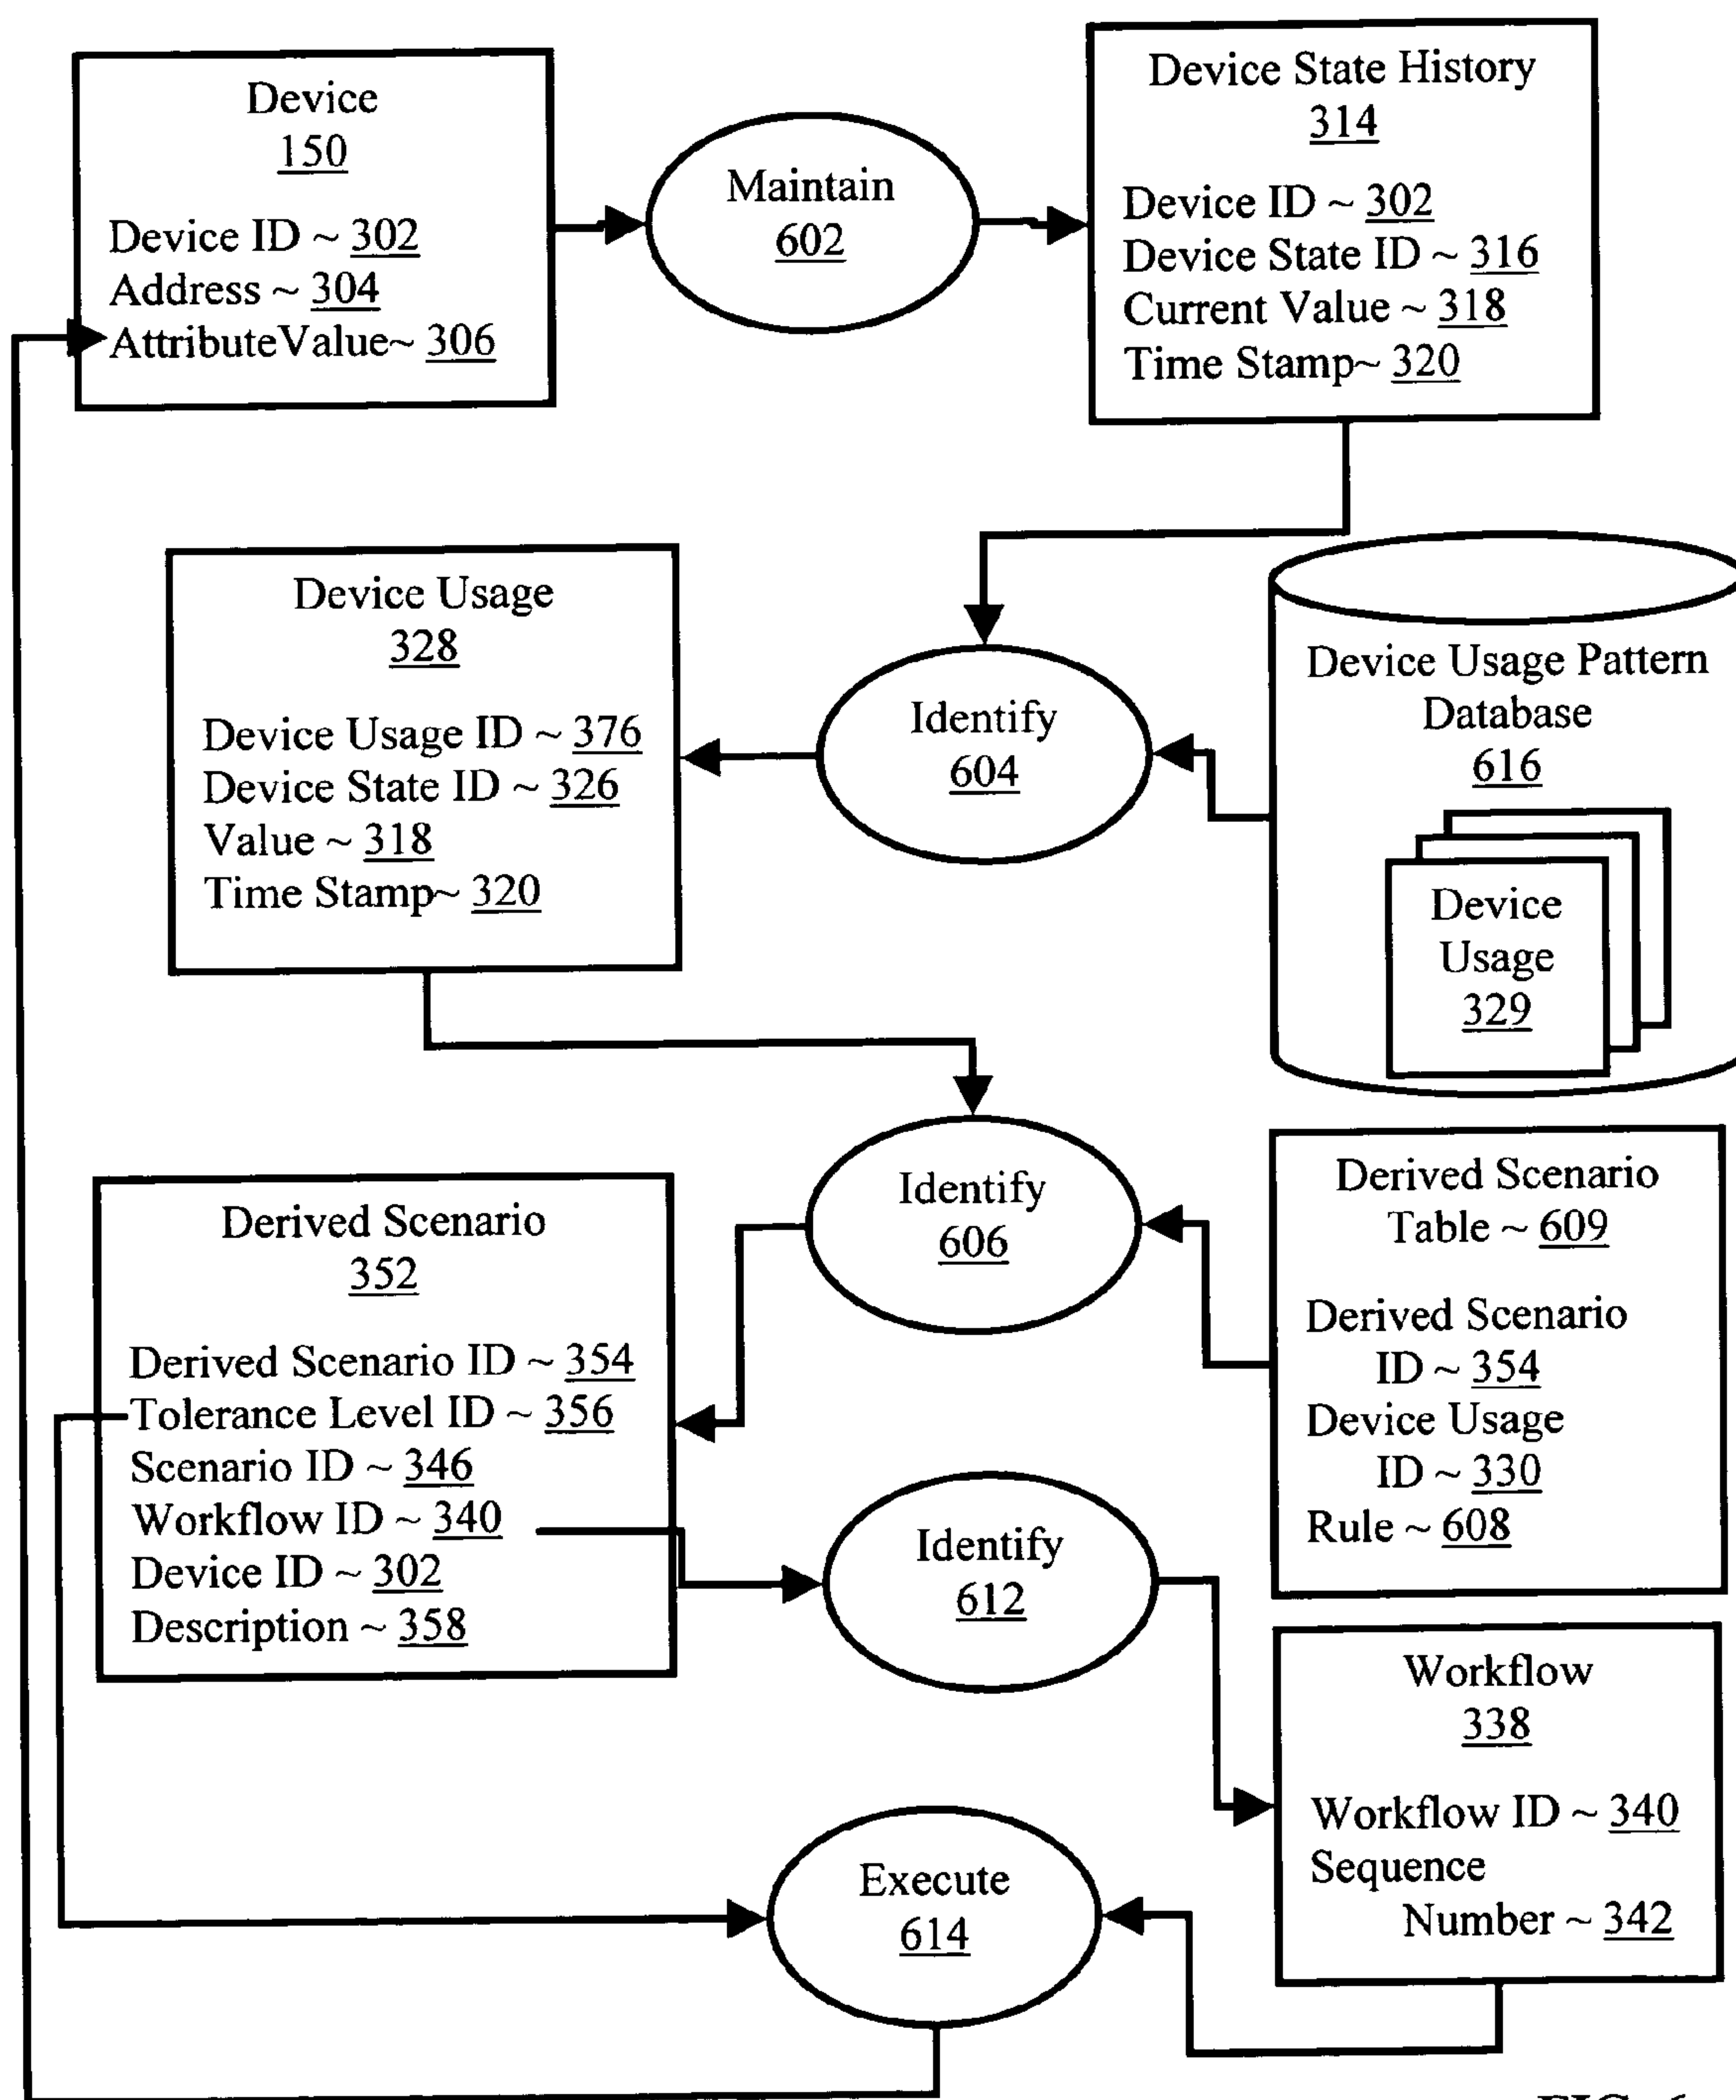 Device
150
Device ID ~ 302
Address ~ 304
AttributeValue~ 306
Maintain
602
Device State History
314
Device ID ~ 302
Device State ID ~ 316
Current Value ~ 318
Time Stamp~ 320
Device Usage
328
Device Usage ID ~ 376
Device State ID ~ 326
Value ~ 318
Time Stamp~ 320
Identify
604
Device Usage Pattern
Database
616
Device
Usage
329
Identify
606
Derived Scenario
Table ~ 609
Derived Scenario
ID ~ 354
Device Usage
ID ~ 330
Rule ~ 608
Derived Scenario
352
Derived Scenario ID ~ 354
Tolerance Level ID ~ 356
Scenario ID ~ 346
Workflow ID ~ 340
Device ID ~ 302
Description ~ 358
Identify
612
Workflow
338
Workflow ID ~ 340
Sequence
Number ~ 342
Execute
614